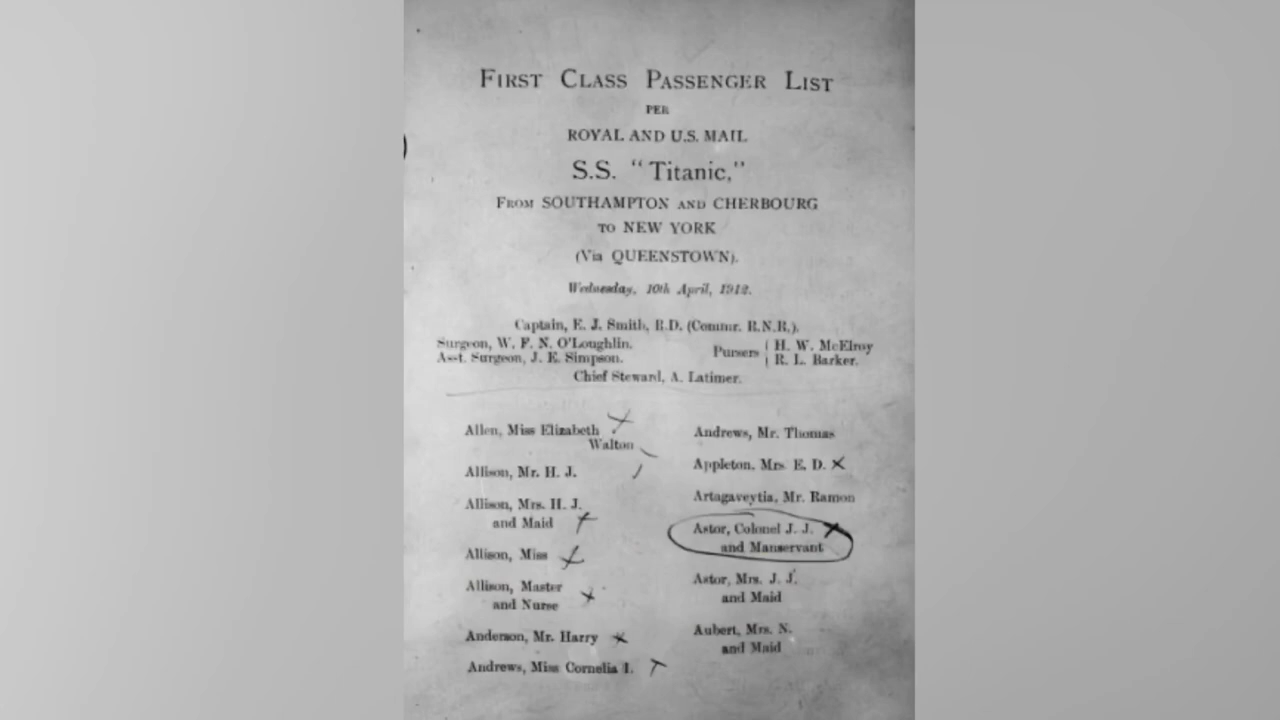 FIRST CLASS PASSENGER LIST
PER
ROYAL AND U.S. MAIL
S.S. "Titanic,"
FROM SOUTHAMPTON AND CHERBOURG
TO NEW YORK
(Via QUEENSTOWN).
Wednesday, 10th April, 1912.
Captain, E. J. Smith, R.D. (Commr. R.N.R.).
Surgeon, W. F. N. O'Loughlin.
Asst. Surgeon, J. E. Simpson.
Pursers { H. W. McElroy
R. L. Barker.
Chief Steward, A. Latimer.
Allen, Miss Elizabeth
Walton
Allison, Mr. H. J.
Allison, Mrs. H. J.
and Maid
Allison, Miss
Allison, Master
and Nurse
Anderson, Mr. Harry
Andrews, Miss Cornelia I.
Andrews, Mr. Thomas
Appleton, Mrs. E. D.
Artagaveytia, Mr. Ramon
Astor, Colonel J. J.
and Manservant
Astor, Mrs. J. J.
and Maid
Aubert, Mrs. N.
and Maid